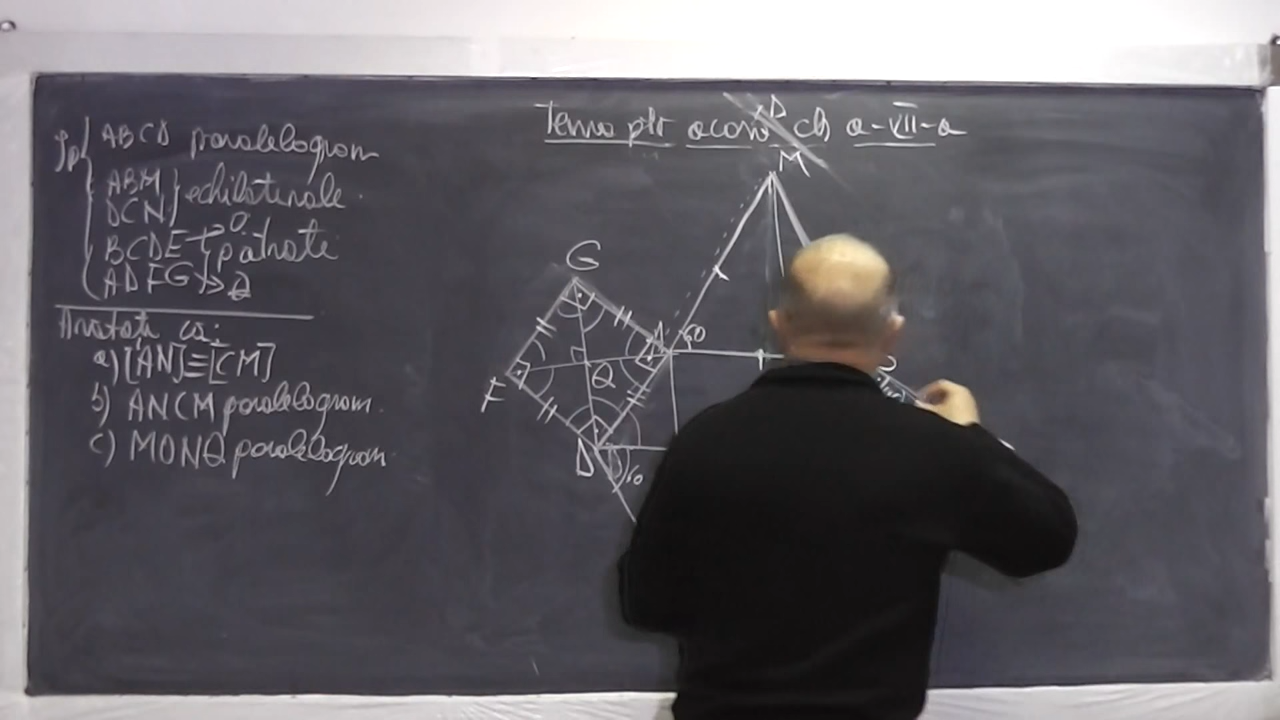 Tema ptr acasă cls a-VII-a
Ip { ABCD paralelogram
ABM } echilaterale
DCN
BCDE → O } pătrate
ADFG → Q
Arătați că:
a) [AN] ≡ [CM]
b) ANCM paralelogram
c) MONQ paralelogram
D
M
G
A 60
Q
F
D
60